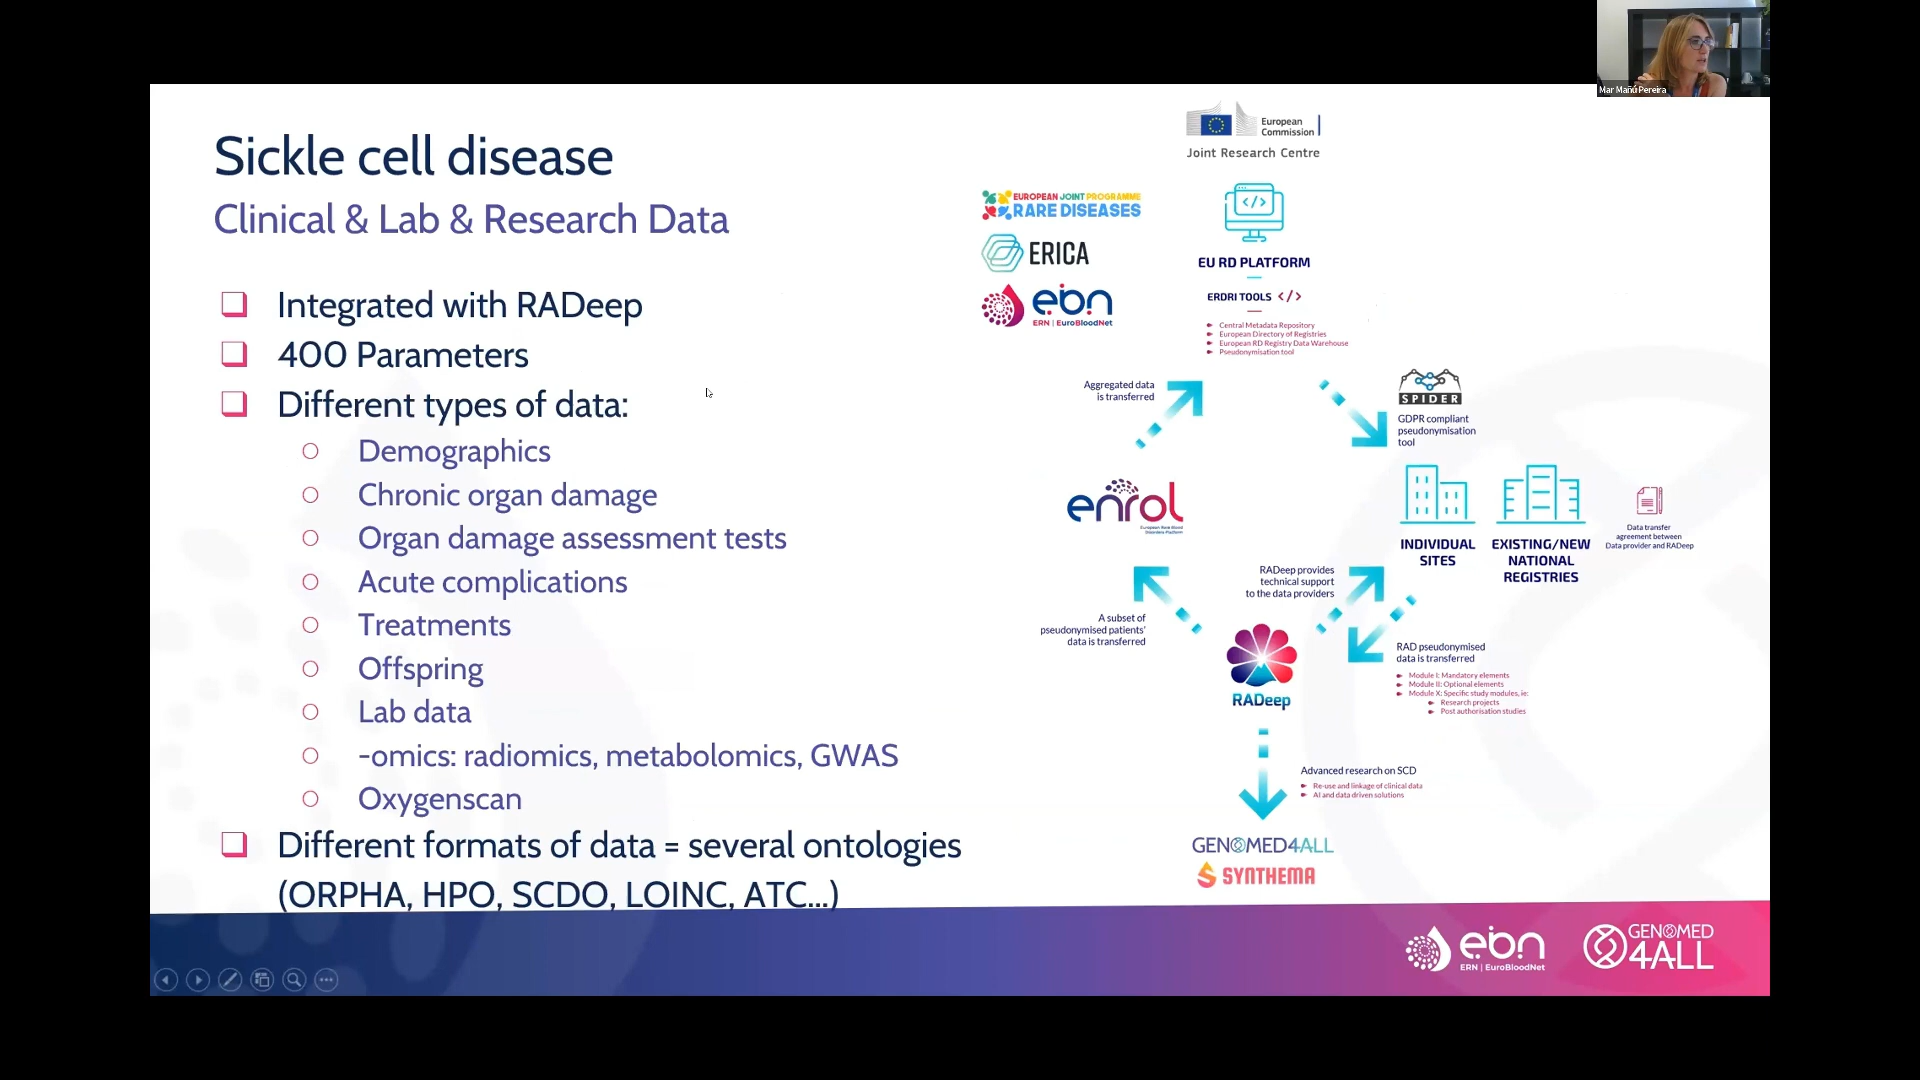 Mar Mañú Pereira
Sickle cell disease
Clinical & Lab & Research Data
Integrated with RADeep
400 Parameters
Different types of data:
Demographics
Chronic organ damage
Organ damage assessment tests
Acute complications
Treatments
Offspring
Lab data
-omics: radiomics, metabolomics, GWAS
Oxygenscan
Different formats of data = several ontologies
(ORPHA, HPO, SCDO, LOINC, ATC...)
European
Commission
Joint Research Centre
EUROPEAN JOINT PROGRAMME
RARE DISEASES
ERICA
ebn
ERN | EuroBloodNet
EU RD PLATFORM
ERDRI TOOLS </>
Central Metadata Repository
European Directory of Registries
European RD Registry Data Warehouse
Pseudonymisation tool
Aggregated data
is transferred
SPIDER
GDPR compliant
pseudonymisation
tool
enrol
European Rare Blood
Disorders Platform
INDIVIDUAL
SITES
EXISTING/NEW
NATIONAL
REGISTRIES
Data transfer
agreement between
Data provider and RADeep
RADeep provides
technical support
to the data providers
A subset of
pseudonymised patients'
data is transferred
RADeep
RAD pseudonymised
data is transferred
Module I: Mandatory elements
Module II: Optional elements
Module X: Specific study modules, ie:
Research projects
Post authorisation studies
Advanced research on SCD
Re-use and linkage of clinical data
AI and data driven solutions
GENOMED4ALL
SYNTHEMA
ebn
ERN | EuroBloodNet
GENOMED
4ALL